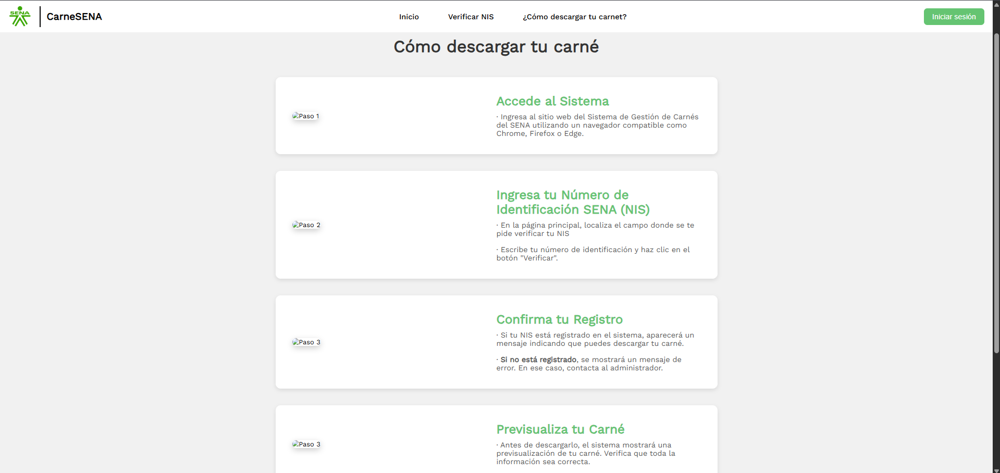 SENA
CarneSENA
Inicio
Verificar NIS
¿Cómo descargar tu carnet?
Iniciar sesión
Cómo descargar tu carné
Paso 1
Accede al Sistema
· Ingresa al sitio web del Sistema de Gestión de Carnés
del SENA utilizando un navegador compatible como
Chrome, Firefox o Edge.
Paso 2
Ingresa tu Número de
Identificación SENA (NIS)
· En la página principal, localiza el campo donde se te
pide verificar tu NIS
· Escribe tu número de identificación y haz clic en el
botón "Verificar".
Paso 3
Confirma tu Registro
· Si tu NIS está registrado en el sistema, aparecerá un
mensaje indicando que puedes descargar tu carné.
· Si no está registrado, se mostrará un mensaje de
error. En ese caso, contacta al administrador.
Paso 3
Previsualiza tu Carné
· Antes de descargarlo, el sistema mostrará una
previsualización de tu carné. Verifica que toda la
información sea correcta.